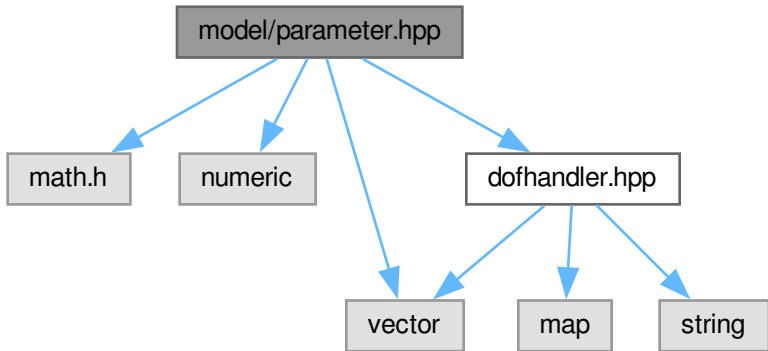 model/parameter.hpp
math.h
numeric
dofhandler.hpp
vector
map
string